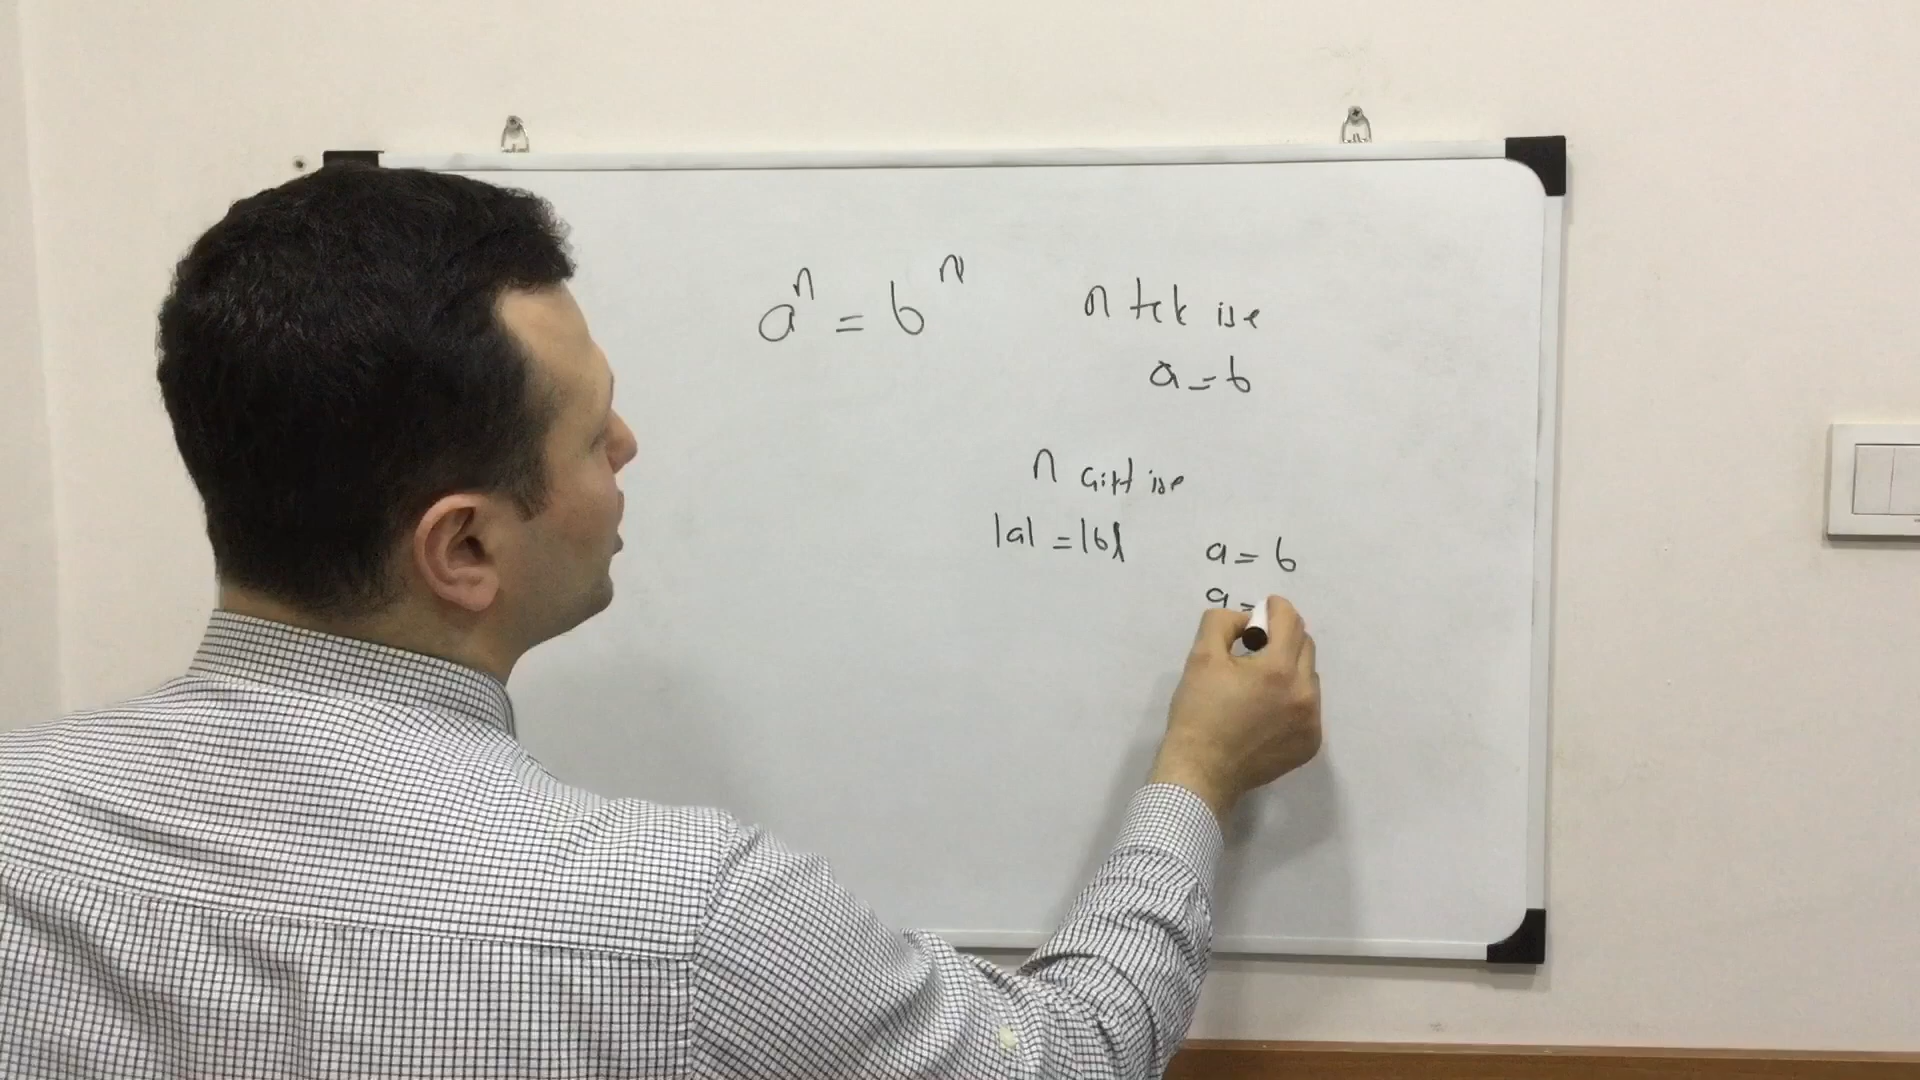 aⁿ = bⁿ
n tek ise
a = b
n çift ise
|a| = |b|
a = b
a =